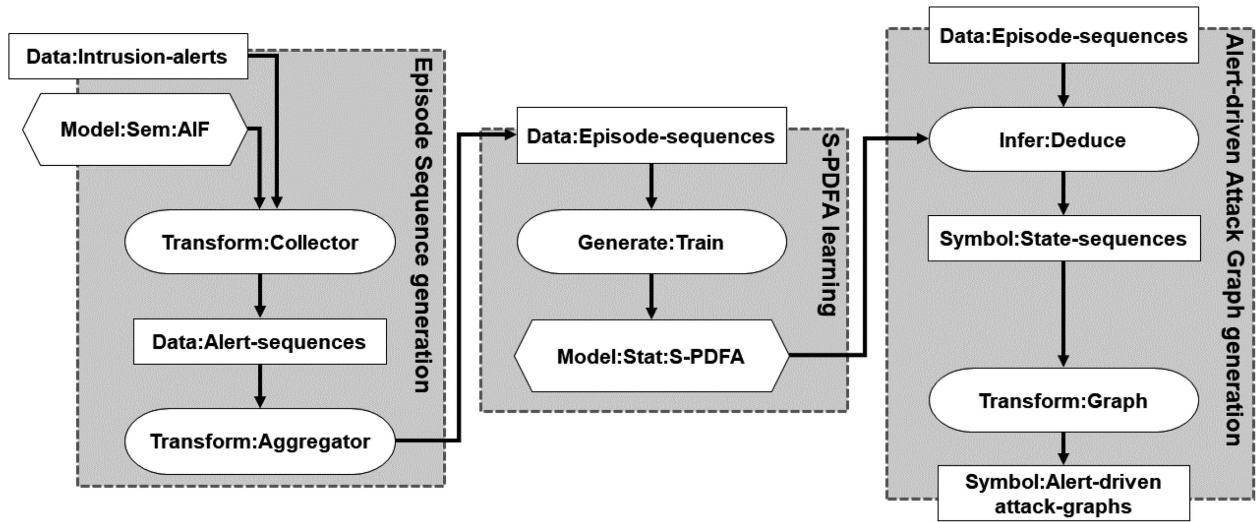 Data:Intrusion-alerts
Model:Sem:AIF
Transform:Collector
Data:Alert-sequences
Transform:Aggregator
Episode Sequence generation
Data:Episode-sequences
Generate:Train
Model:Stat:S-PDFA
S-PDFA learning
Data:Episode-sequences
Infer:Deduce
Symbol:State-sequences
Transform:Graph
Symbol:Alert-driven
attack-graphs
Alert-driven Attack Graph generation